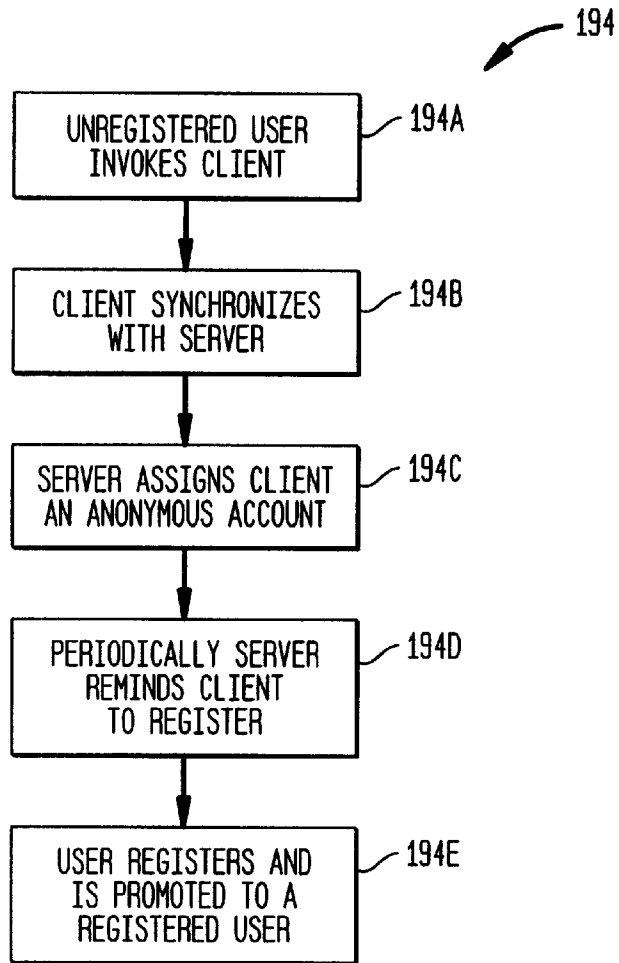 194
UNREGISTERED USER
INVOKES CLIENT
194A
CLIENT SYNCHRONIZES
WITH SERVER
194B
SERVER ASSIGNS CLIENT
AN ANONYMOUS ACCOUNT
194C
PERIODICALLY SERVER
REMINDS CLIENT
TO REGISTER
194D
USER REGISTERS AND
IS PROMOTED TO A
REGISTERED USER
194E